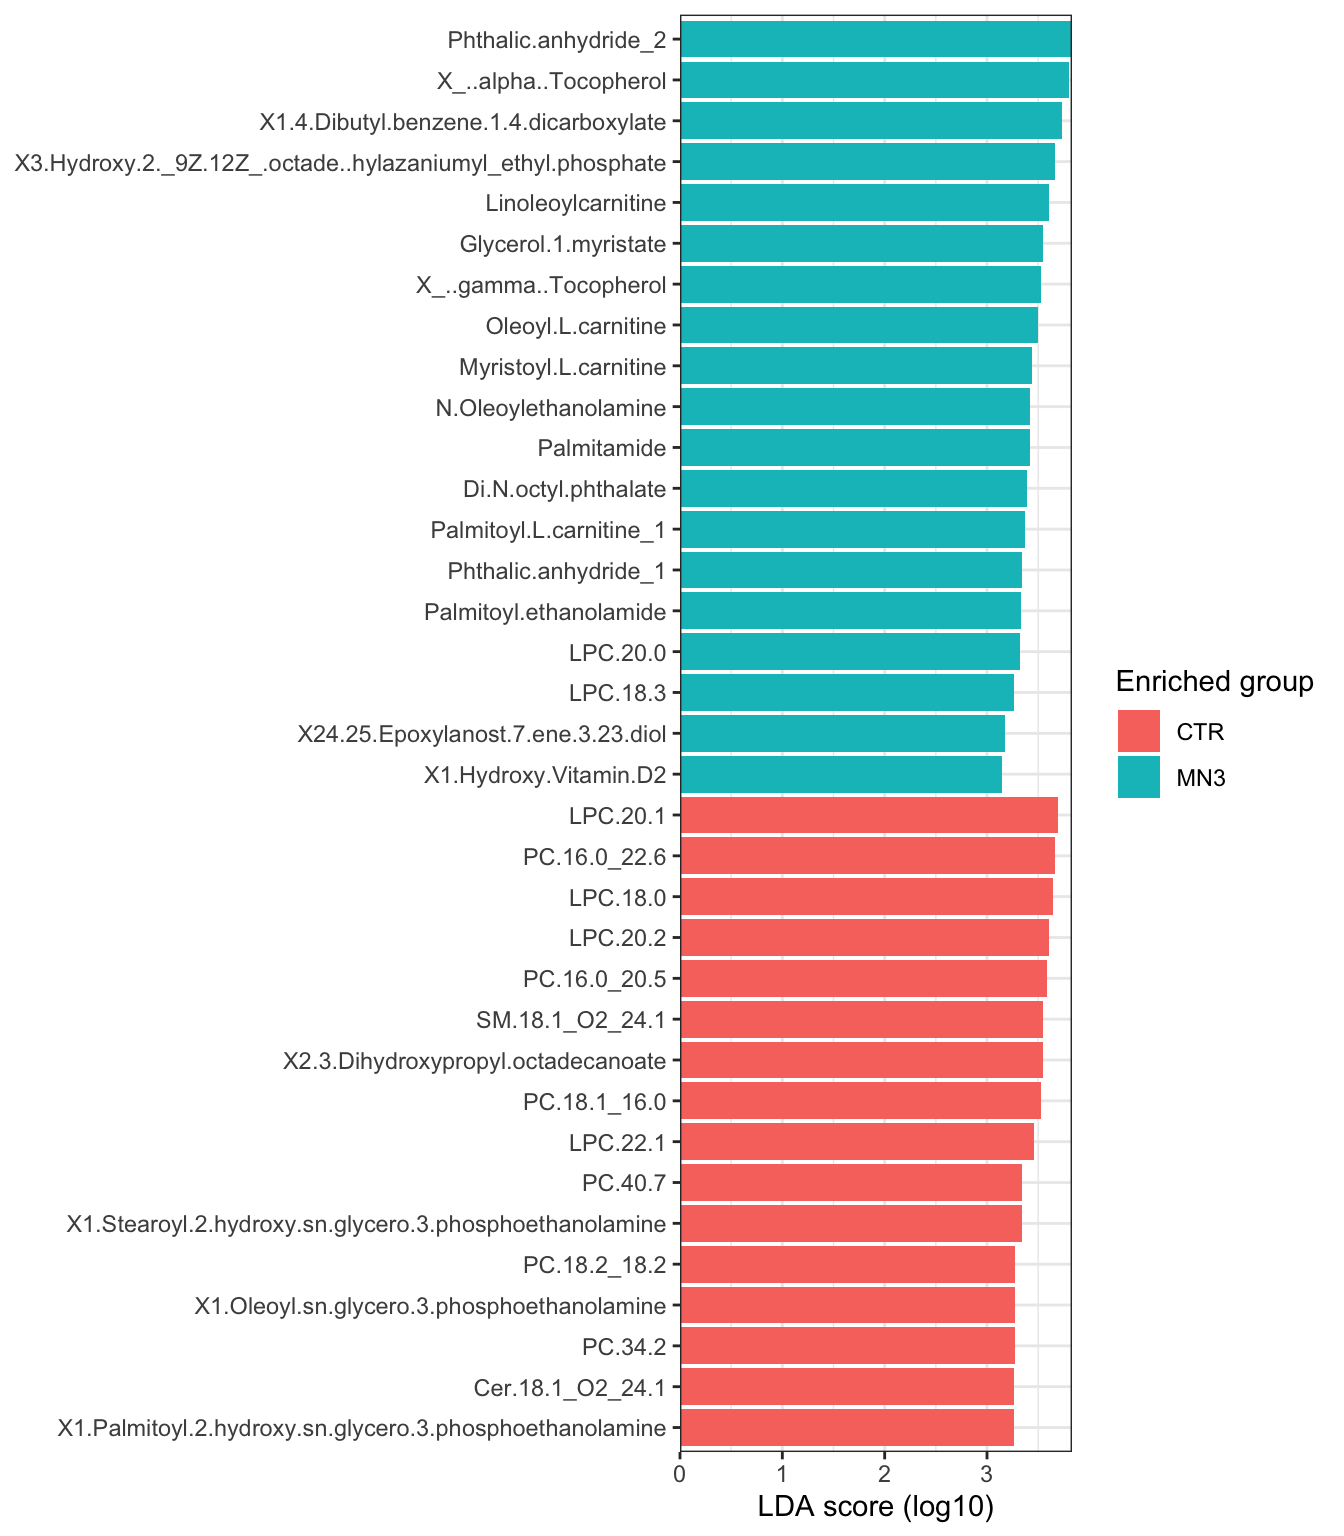 Phthalic.anhydride_2
X_..alpha..Tocopherol
X1.4.Dibutyl.benzene.1.4.dicarboxylate
X3.Hydroxy.2._9Z.12Z_.octade..hylazaniumyl_ethyl.phosphate
Linoleoylcarnitine
Glycerol.1.myristate
X_..gamma..Tocopherol
Oleoyl.L.carnitine
Myristoyl.L.carnitine
N.Oleoylethanolamine
Palmitamide
Di.N.octyl.phthalate
Palmitoyl.L.carnitine_1
Phthalic.anhydride_1
Palmitoyl.ethanolamide
LPC.20.0
LPC.18.3
X24.25.Epoxylanost.7.ene.3.23.diol
X1.Hydroxy.Vitamin.D2
LPC.20.1
PC.16.0_22.6
LPC.18.0
LPC.20.2
PC.16.0_20.5
SM.18.1_O2_24.1
X2.3.Dihydroxypropyl.octadecanoate
PC.18.1_16.0
LPC.22.1
PC.40.7
X1.Stearoyl.2.hydroxy.sn.glycero.3.phosphoethanolamine
PC.18.2_18.2
X1.Oleoyl.sn.glycero.3.phosphoethanolamine
PC.34.2
Cer.18.1_O2_24.1
X1.Palmitoyl.2.hydroxy.sn.glycero.3.phosphoethanolamine
0 1 2 3
LDA score (log10)
Enriched group
CTR
MN3